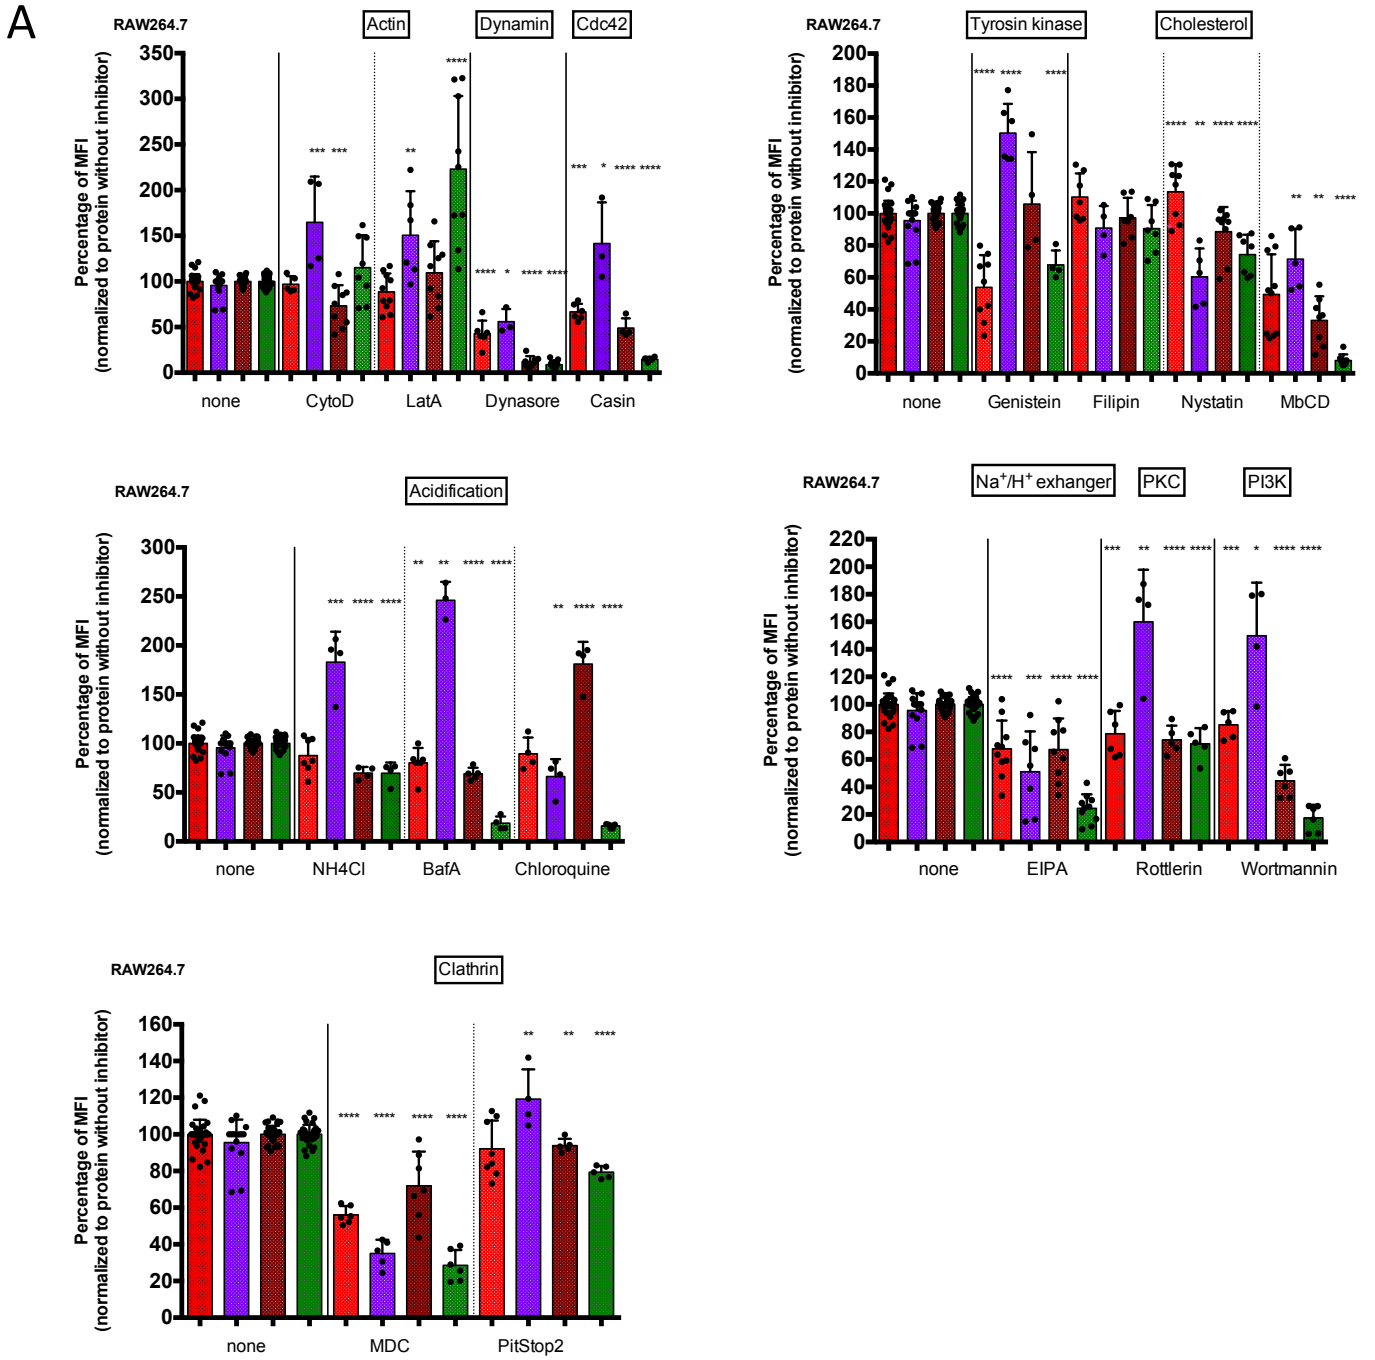 A
RAW264.7
Actin
Dynamin
Cdc42
Percentage of MFI
(normalized to protein without inhibitor)
350
300
250
200
150
100
50
0
*** ***
**
****
**** * **** ****
*** * **** ****
none CytoD LatA Dynasore Casin
RAW264.7
Tyrosin kinase
Cholesterol
Percentage of MFI
(normalized to protein without inhibitor)
200
180
160
140
120
100
80
60
40
20
0
**** **** ****
**** ** **** ****
** ** ****
none Genistein Filipin Nystatin MbCD
RAW264.7
Acidification
Percentage of MFI
(normalized to protein without inhibitor)
300
250
200
150
100
50
0
*** **** ****
** ** **** ****
** **** ****
none NH4Cl BafA Chloroquine
RAW264.7
Na⁺/H⁺ exhanger
PKC
PI3K
Percentage of MFI
(normalized to protein without inhibitor)
220
200
180
160
140
120
100
80
60
40
20
0
**** *** **** ****
*** ** **** ****
*** * **** ****
none EIPA Rottlerin Wortmannin
RAW264.7
Clathrin
Percentage of MFI
(normalized to protein without inhibitor)
160
140
120
100
80
60
40
20
0
**** **** **** ****
** ** ****
none MDC PitStop2